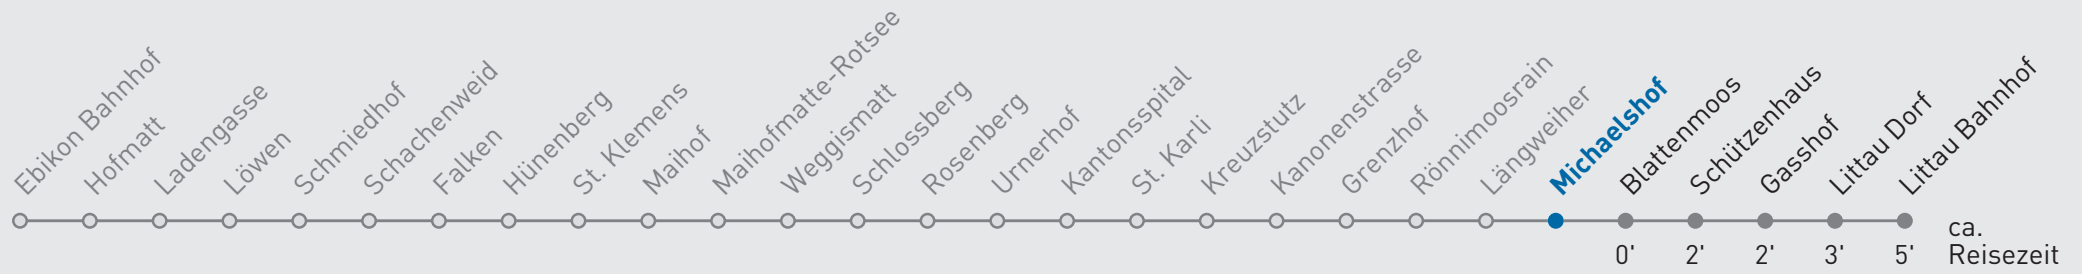 Ebikon Bahnhof
Hofmatt
Ladengasse
Löwen
Schmiedhof
Schachenweid
Falken
Hünenberg
St. Klemens
Maihof
Maihofmatte-Rotsee
Weggismatt
Schlossberg
Rosenberg
Urnerhof
Kantonsspital
St. Karli
Kreuzstutz
Kanonenstrasse
Grenzhof
Rönnimoosrain
Längweiher
Michaelshof
Blattenmoos
Schützenhaus
Gasshof
Littau Dorf
Littau Bahnhof
0' 2' 2' 3' 5'
ca.
Reisezeit